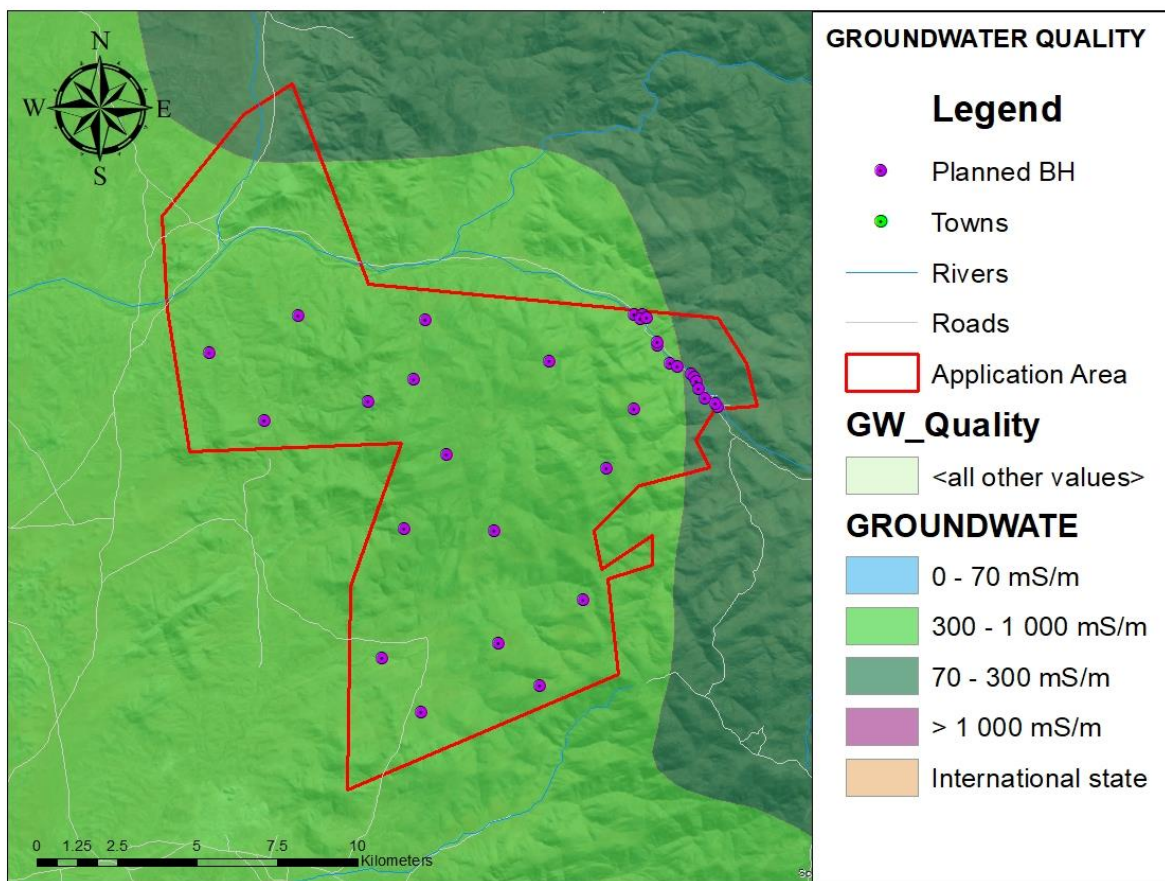 N
W
E
S
0
1.25
2.5
5
7.5
10
Kilometers
GROUNDWATER QUALITY
Legend
Planned BH
Towns
Rivers
Roads
Application Area
GW_Quality
<all other values>
GROUNDWATE
0 - 70 mS/m
300 - 1 000 mS/m
70 - 300 mS/m
> 1 000 mS/m
International state